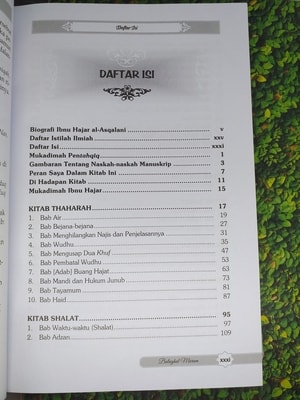 Daftar Isi
DAFTAR ISI
Biografi Ibnu Hajar al-Asqalani ........ v
Daftar Istilah Ilmiah ........ xxv
Daftar Isi ........ xxxi
Mukadimah Pentahqiq ........ 1
Gambaran Tentang Naskah-naskah Manuskrip ........ 3
Peran Saya Dalam Kitab Ini ........ 7
Di Hadapan Kitab ........ 11
Mukadimah Ibnu Hajar ........ 15
KITAB THAHARAH ........ 17
1. Bab Air ........ 19
2. Bab Bejana-bejana ........ 27
3. Bab Menghilangkan Najis dan Penjelasannya ........ 31
4. Bab Wudhu ........ 35
5. Bab Mengusap Dua Khuf ........ 47
6. Bab Pembatal Wudhu ........ 51
7. Bab (Adab) Buang Hajat ........ 63
8. Bab Mandi dan Hukum Junub ........ 73
9. Bab Tayamum ........ 81
10. Bab Haid ........ 87
KITAB SHALAT ........ 95
1. Bab Waktu-waktu (Shalat) ........ 97
2. Bab Adzan ........ 109
Bulughul Maram
xxxi